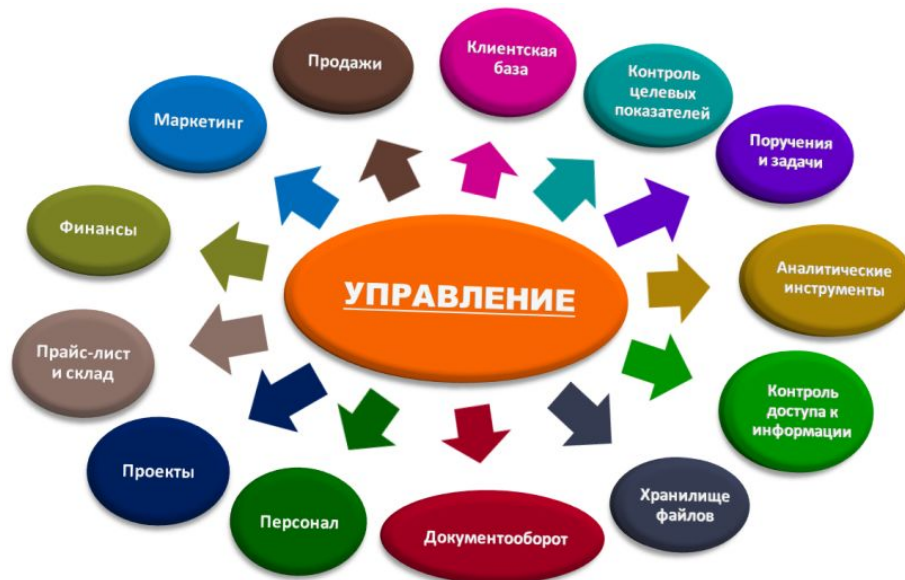 Продажи
Клиентская
база
Контроль
целевых
показателей
Маркетинг
Поручения
и задачи
Финансы
УПРАВЛЕНИЕ
Аналитические
инструменты
Прайс-лист
и склад
Контроль
доступа к
информации
Проекты
Персонал
Документооборот
Хранилище
файлов